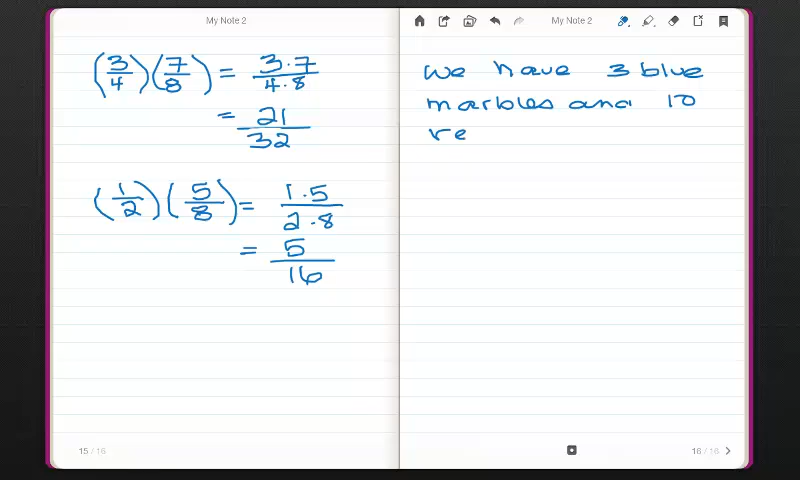 My Note 2
(3/4)(7/8) = 3·7/4·8
= 21/32
(1/2)(5/8) = 1·5/2·8
= 5/16
15 / 16
My Note 2
we have 3 blue
marbles and 10
re
16 / 16